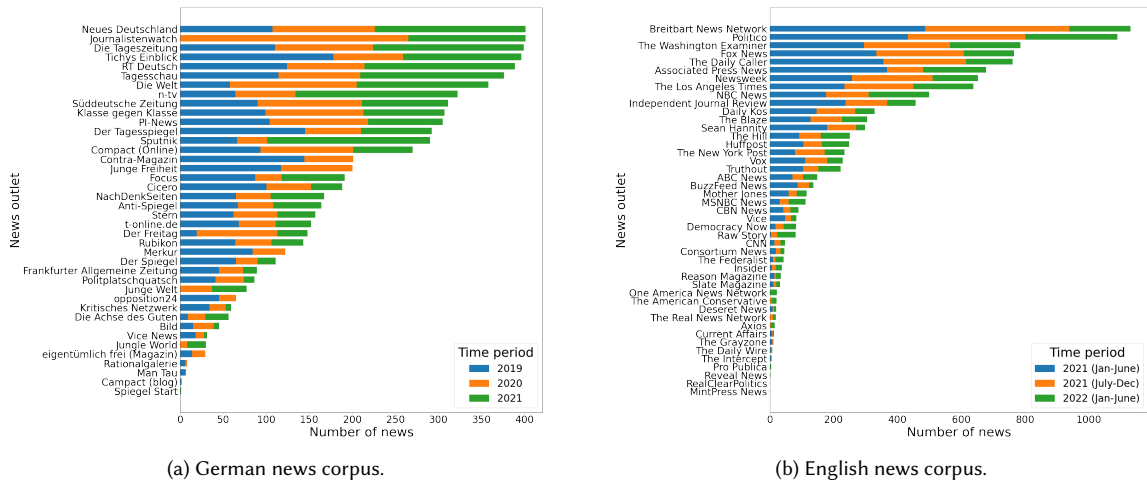 Neues Deutschland
Journalistenwatch
Die Tageszeitung
Tichys Einblick
RT Deutsch
Tagesschau
Die Welt
n-tv
Süddeutsche Zeitung
Klasse gegen Klasse
PI-News
Der Tagesspiegel
Sputnik
Compact (Online)
Contra-Magazin
Junge Freiheit
Focus
Cicero
NachDenkSeiten
Anti-Spiegel
Stern
t-online.de
Der Freitag
Rubikon
Merkur
Der Spiegel
Frankfurter Allgemeine Zeitung
Politplatschquatsch
Junge Welt
opposition24
Kritisches Netzwerk
Die Achse des Guten
Bild
Vice News
Jungle World
eigentümlich frei (Magazin)
Rationalgalerie
Man Tau
Campact (blog)
Spiegel Start
News outlet
0 50 100 150 200 250 300 350 400
Number of news
Time period
2019
2020
2021
(a) German news corpus.
Breitbart News Network
Politico
The Washington Examiner
Fox News
The Daily Caller
Associated Press News
Newsweek
The Los Angeles Times
NBC News
Independent Journal Review
Daily Kos
The Blaze
Sean Hannity
The Hill
Huffpost
The New York Post
Vox
Truthout
ABC News
BuzzFeed News
Mother Jones
MSNBC News
CBN News
Vice
Democracy Now
Raw Story
CNN
Consortium News
The Federalist
Insider
Reason Magazine
Slate Magazine
One America News Network
The American Conservative
Deseret News
The Real News Network
Axios
Current Affairs
The Grayzone
The Daily Wire
The Intercept
Pro Publica
Reveal News
RealClearPolitics
MintPress News
News outlet
0 200 400 600 800 1000
Number of news
Time period
2021 (Jan-June)
2021 (July-Dec)
2022 (Jan-June)
(b) English news corpus.